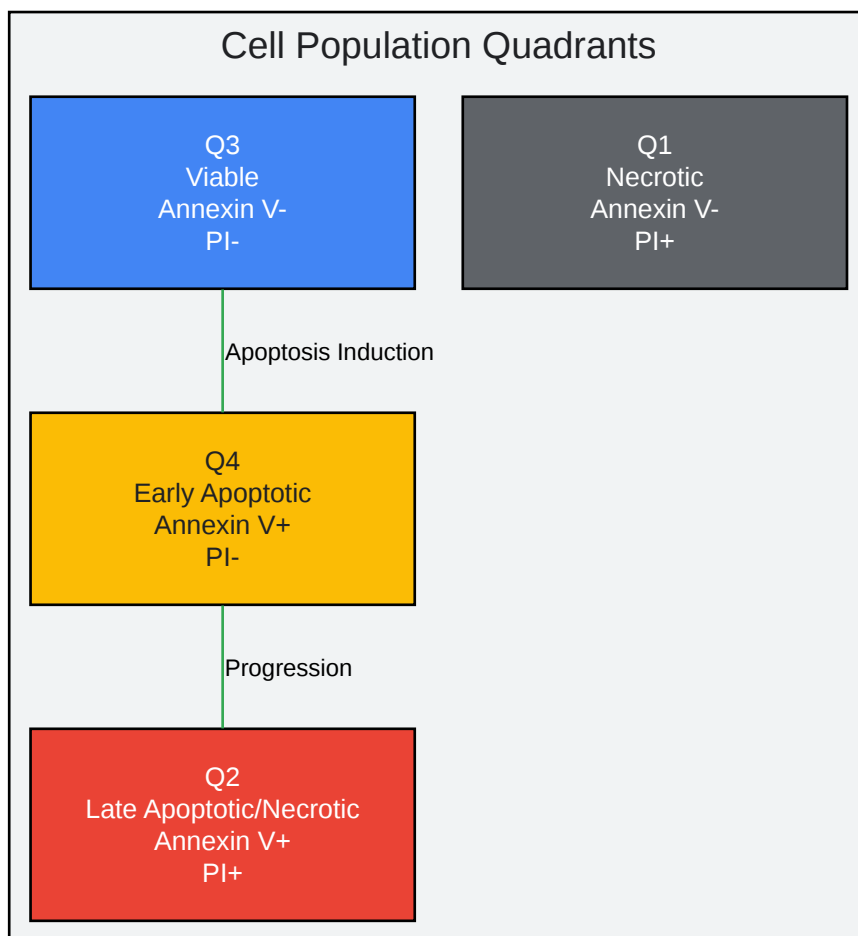 Cell Population Quadrants
Q3
Viable
Annexin V-
PI-
Q1
Necrotic
Annexin V-
PI+
Apoptosis Induction
Q4
Early Apoptotic
Annexin V+
PI-
Progression
Q2
Late Apoptotic/Necrotic
Annexin V+
PI+